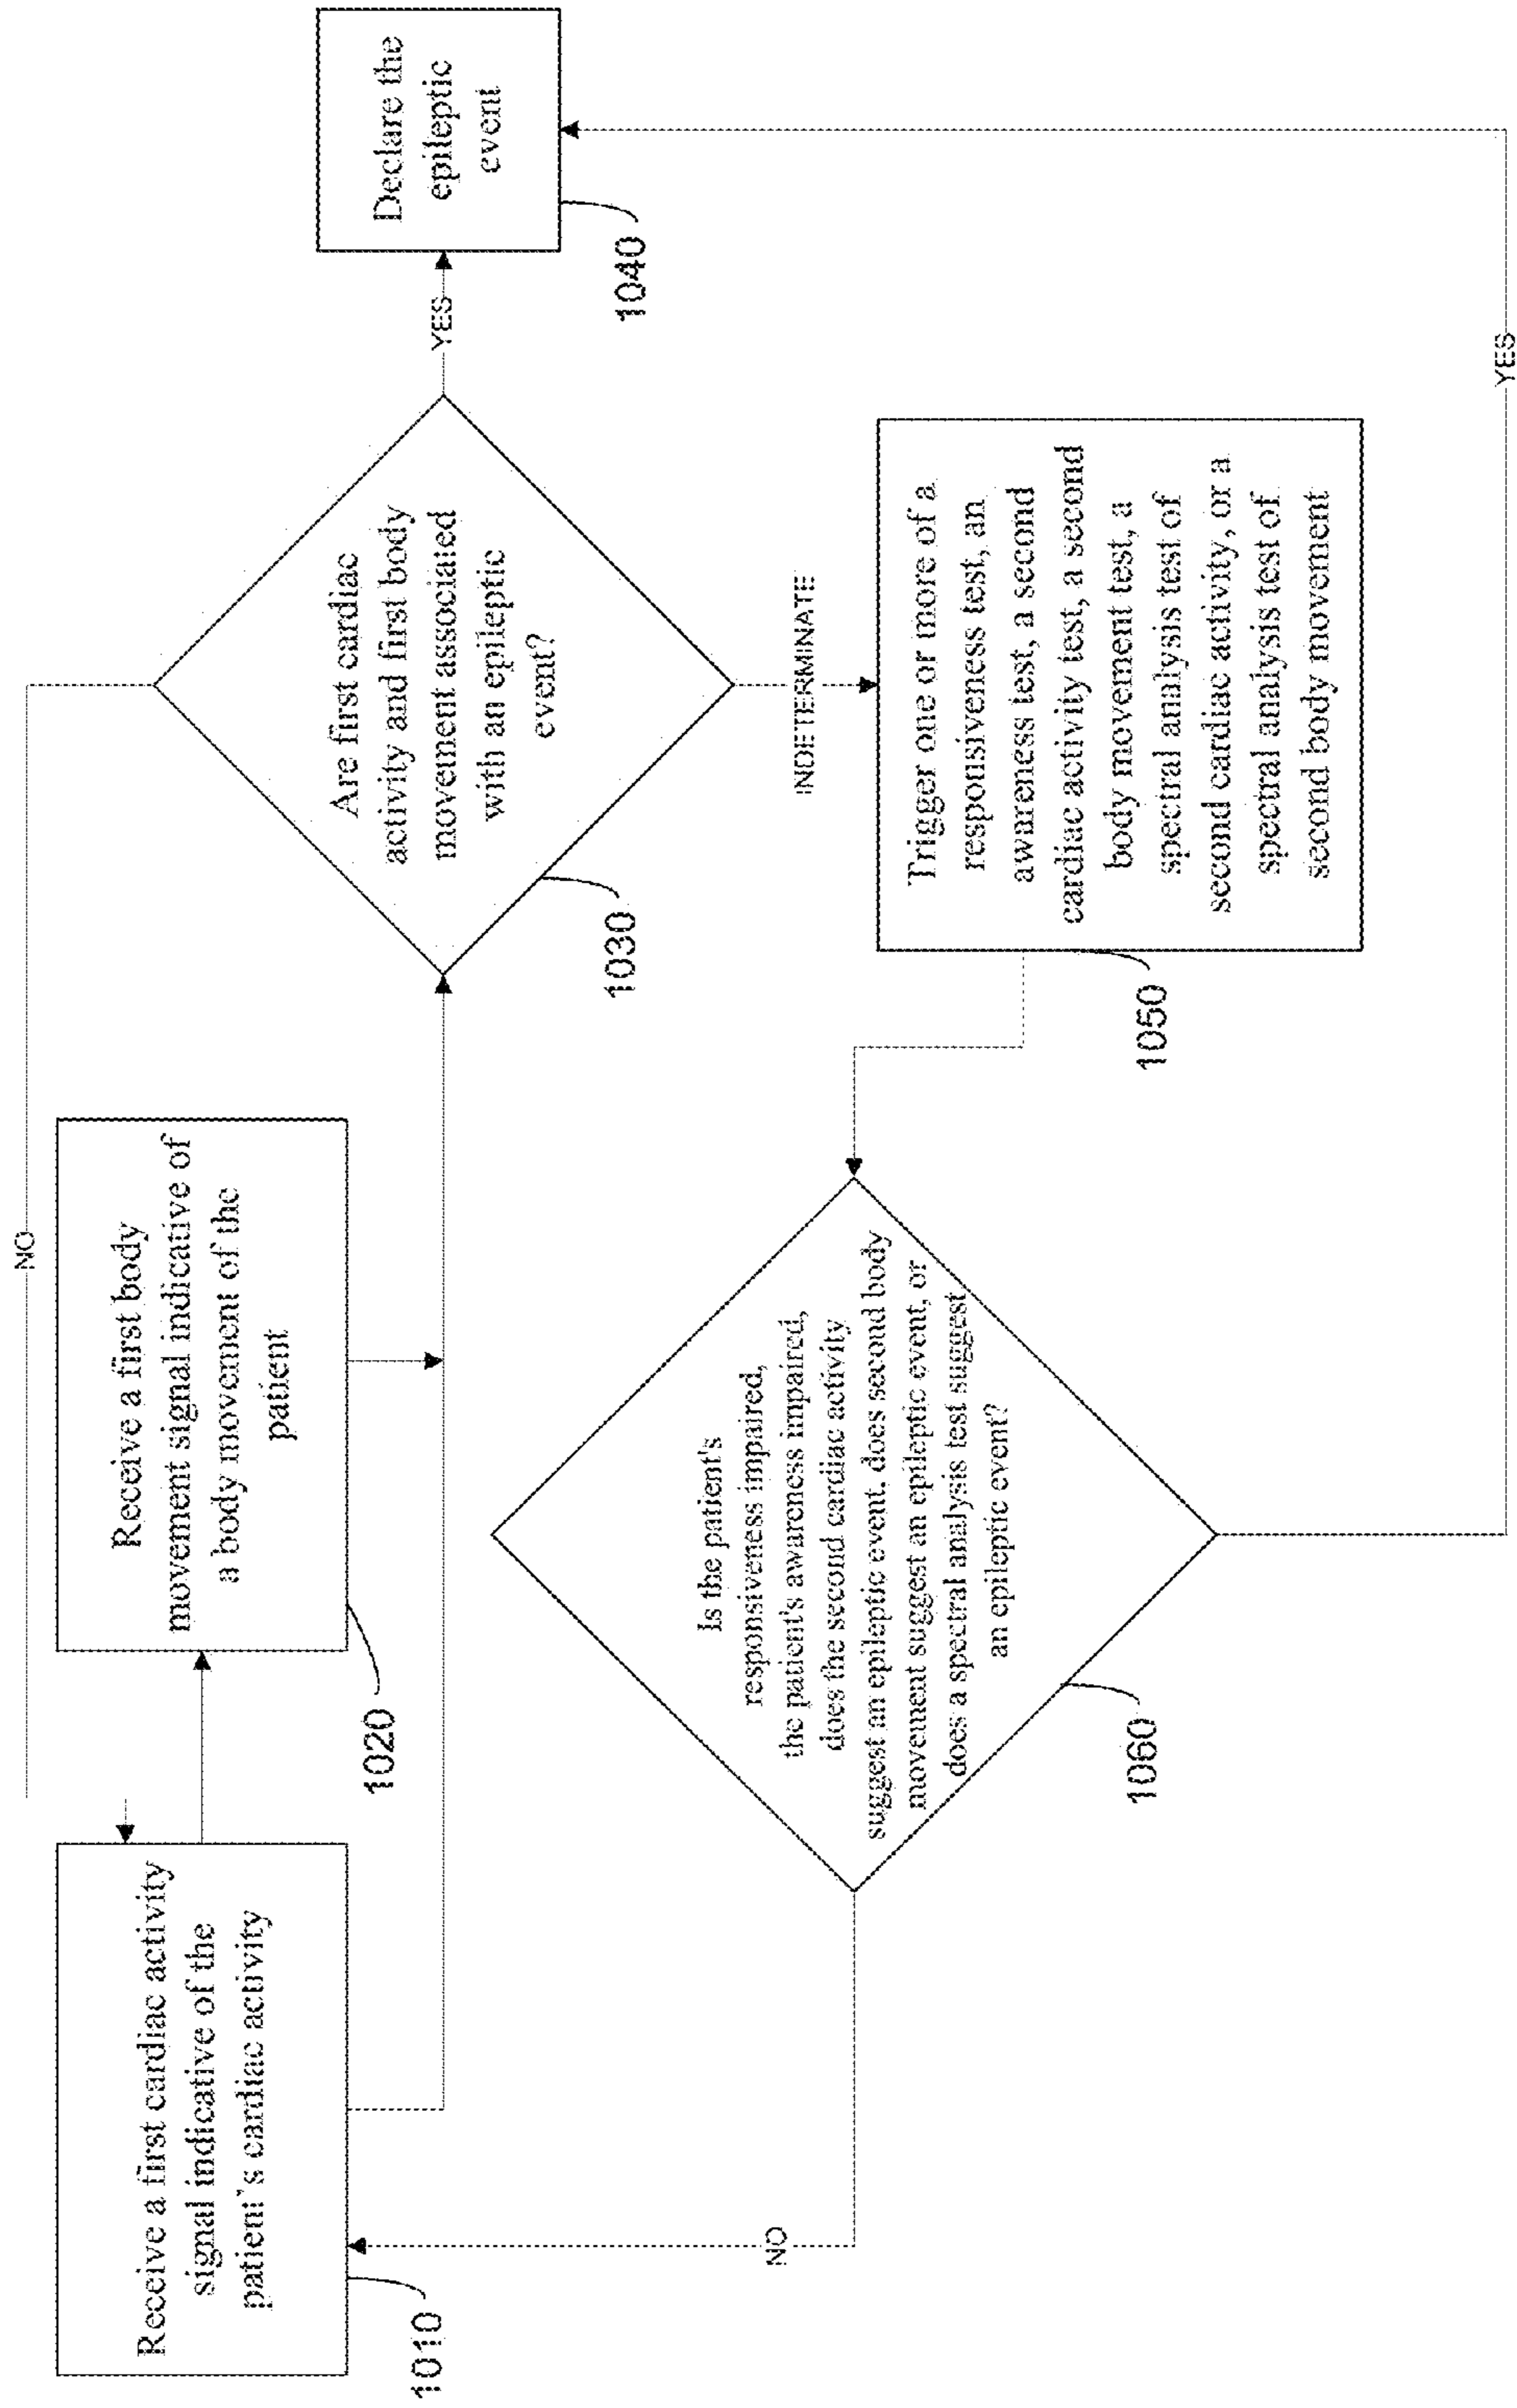 Receive a first cardiac activity
signal indicative of the
patient's cardiac activity
1010
Receive a first body
movement signal indicative of
a body movement of the
patient
1020
NO
Are first cardiac
activity and first body
movement associated
with an epileptic
event?
1030
YES
Declare the
epileptic
event
1040
INDETERMINATE
Trigger one or more of a
responsiveness test, an
awareness test, a second
cardiac activity test, a second
body movement test, a
spectral analysis test of
second cardiac activity, or a
spectral analysis test of
second body movement
1050
Is the patient's
responsiveness impaired,
the patient's awareness impaired,
does the second cardiac activity
suggest an epileptic event, does second body
movement suggest an epileptic event, or
does a spectral analysis test suggest
an epileptic event?
1060
NO
YES